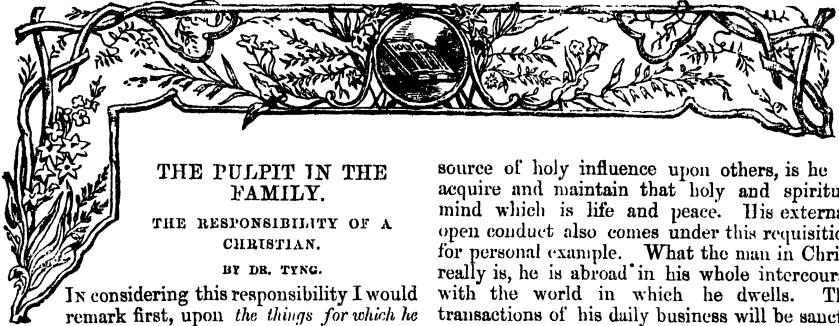 THE PULPIT IN THE
FAMILY.
THE RESPONSIBILITY OF A
CHRISTIAN.
BY DR. TYNG.
IN considering this responsibility I would
remark first, upon the things for which he
source of holy influence upon others, is he
acquire and maintain that holy and spiritu
mind which is life and peace. His externa
open conduct also comes under this requisitio
for personal example. What the man in Chri
really is, he is abroad in his whole intercour
with the world in which he dwells. Th
transactions of his daily business will be sanct